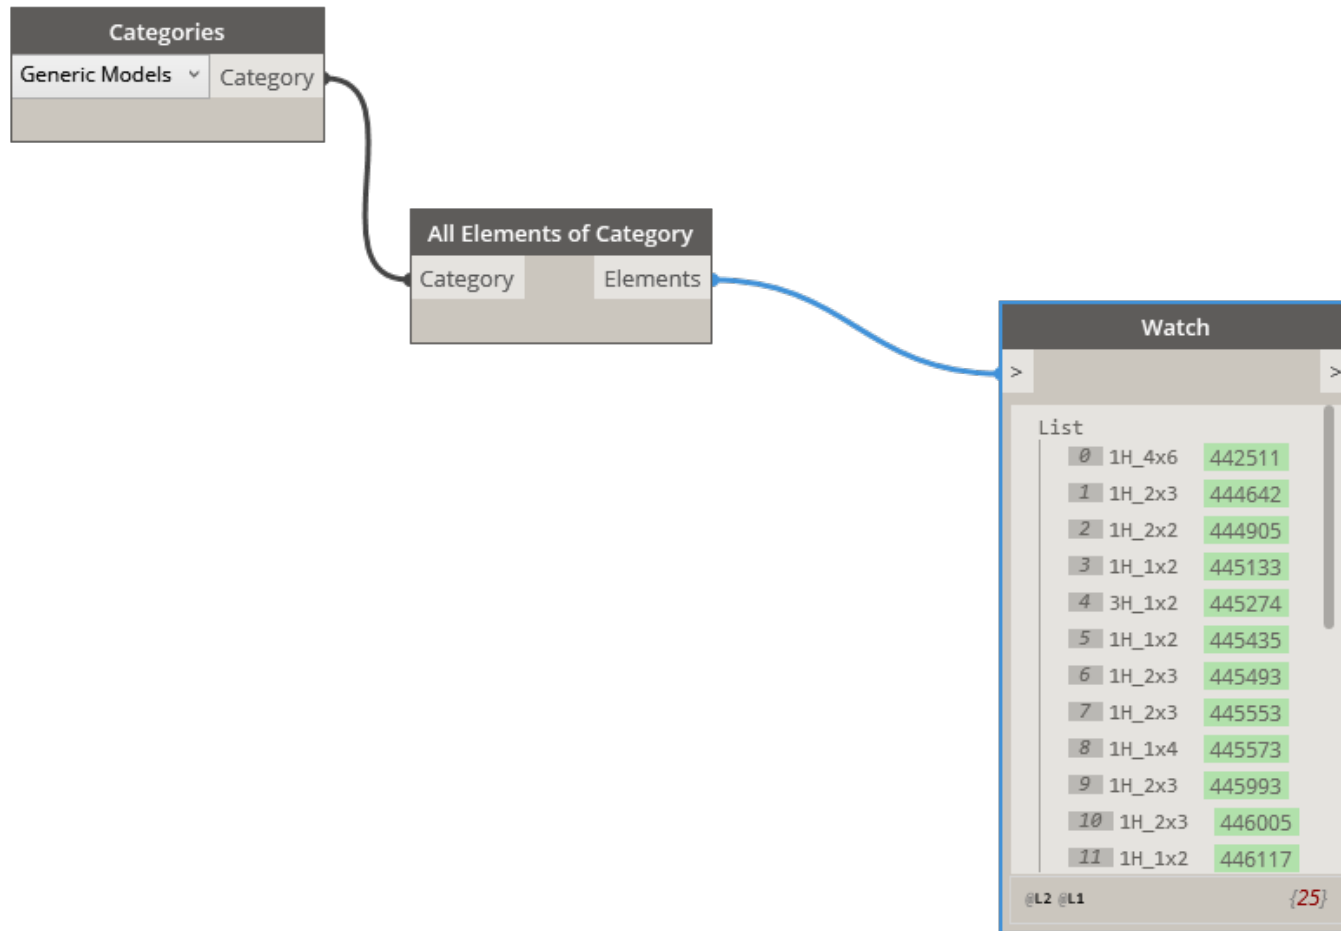 Categories
Generic Models Category
All Elements of Category
Category Elements
Watch
> >
List
0 1H_4x6 442511
1 1H_2x3 444642
2 1H_2x2 444905
3 1H_1x2 445133
4 3H_1x2 445274
5 1H_1x2 445435
6 1H_2x3 445493
7 1H_2x3 445553
8 1H_1x4 445573
9 1H_2x3 445993
10 1H_2x3 446005
11 1H_1x2 446117
@L2 @L1 {25}